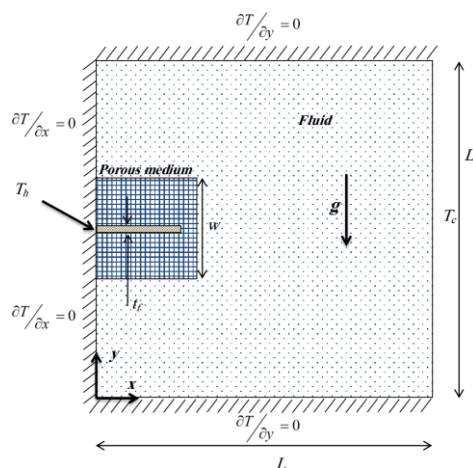 ∂T/∂y = 0
Fluid
∂T/∂x = 0
Porous medium
L
T_h
T_c
g
W
t_f
∂T/∂x = 0
y
x
∂T/∂y = 0
L